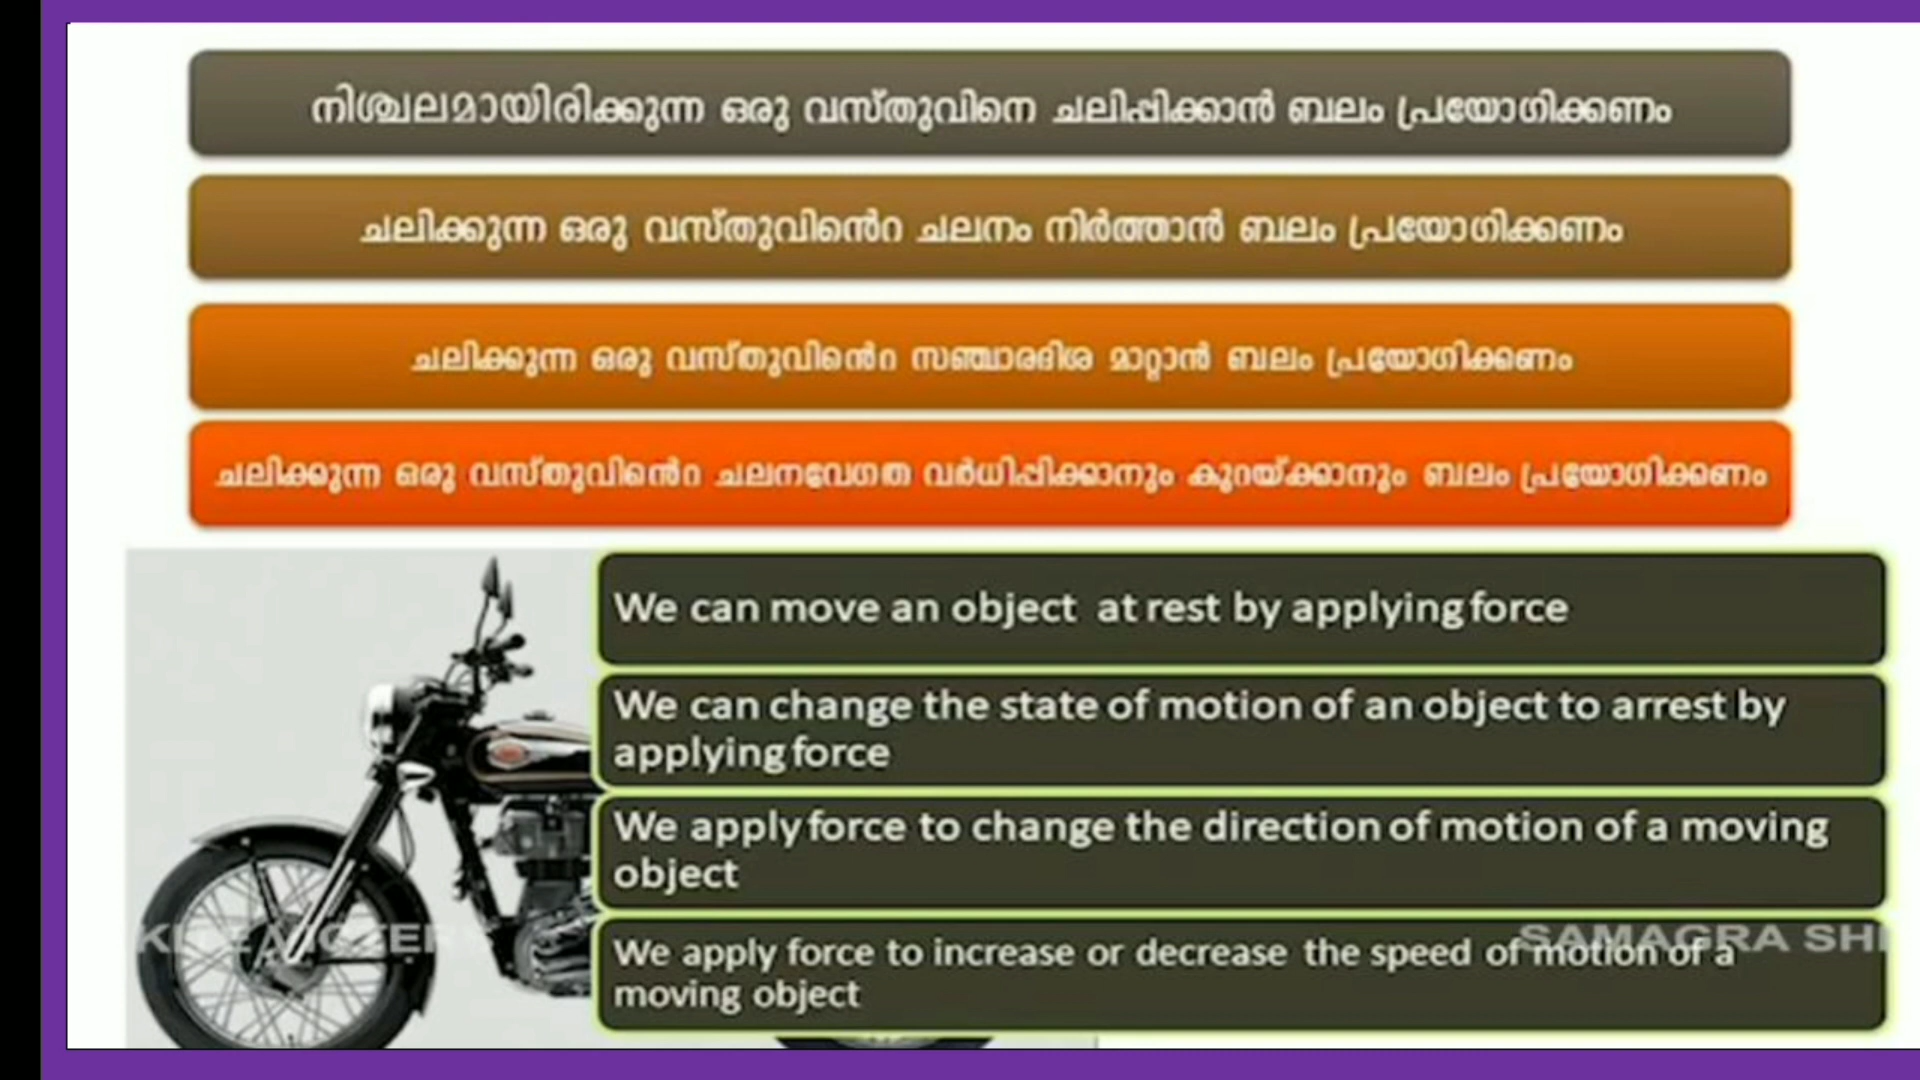 നിശ്ചലമായിരിക്കുന്ന ഒരു വസ്തുവിനെ ചലിപ്പിക്കാൻ ബലം പ്രയോഗിക്കണം
ചലിക്കുന്ന ഒരു വസ്തുവിൻെറ ചലനം നിർത്താൻ ബലം പ്രയോഗിക്കണം
ചലിക്കുന്ന ഒരു വസ്തുവിൻെറ സഞ്ചാരദിശ മാറ്റാൻ ബലം പ്രയോഗിക്കണം
ചലിക്കുന്ന ഒരു വസ്തുവിൻെറ ചലനവേഗത വർധിപ്പിക്കാനും കുറയ്ക്കാനും ബലം പ്രയോഗിക്കണം
We can move an object at rest by applying force
We can change the state of motion of an object to arrest by
applying force
We apply force to change the direction of motion of a moving
object
We apply force to increase or decrease the speed of motion of a
moving object
SAMAGRA